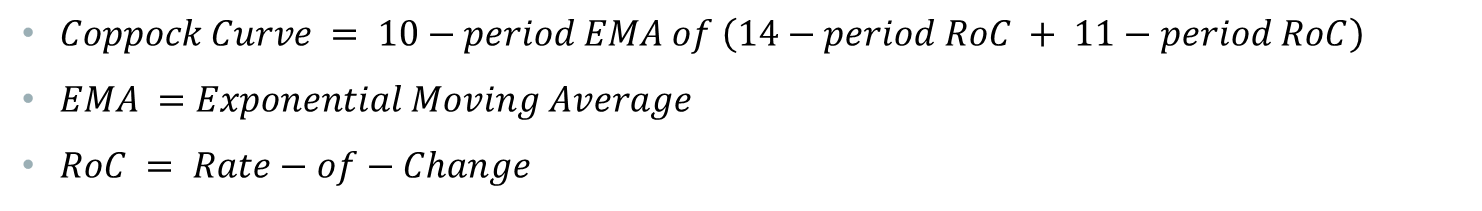 • Coppock Curve = 10 − period EMA of (14 − period RoC + 11 − period RoC)
• EMA = Exponential Moving Average
• RoC = Rate − of − Change